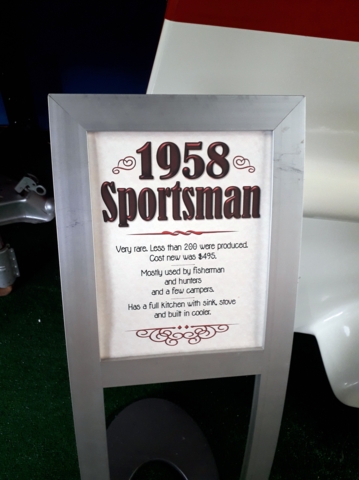 1958
Sportsman
Very rare. Less than 200 were produced.
Cost new was $495.
Mostly used by fisherman
and hunters
and a few campers.
Has a full kitchen with sink, stove
and built in cooler.